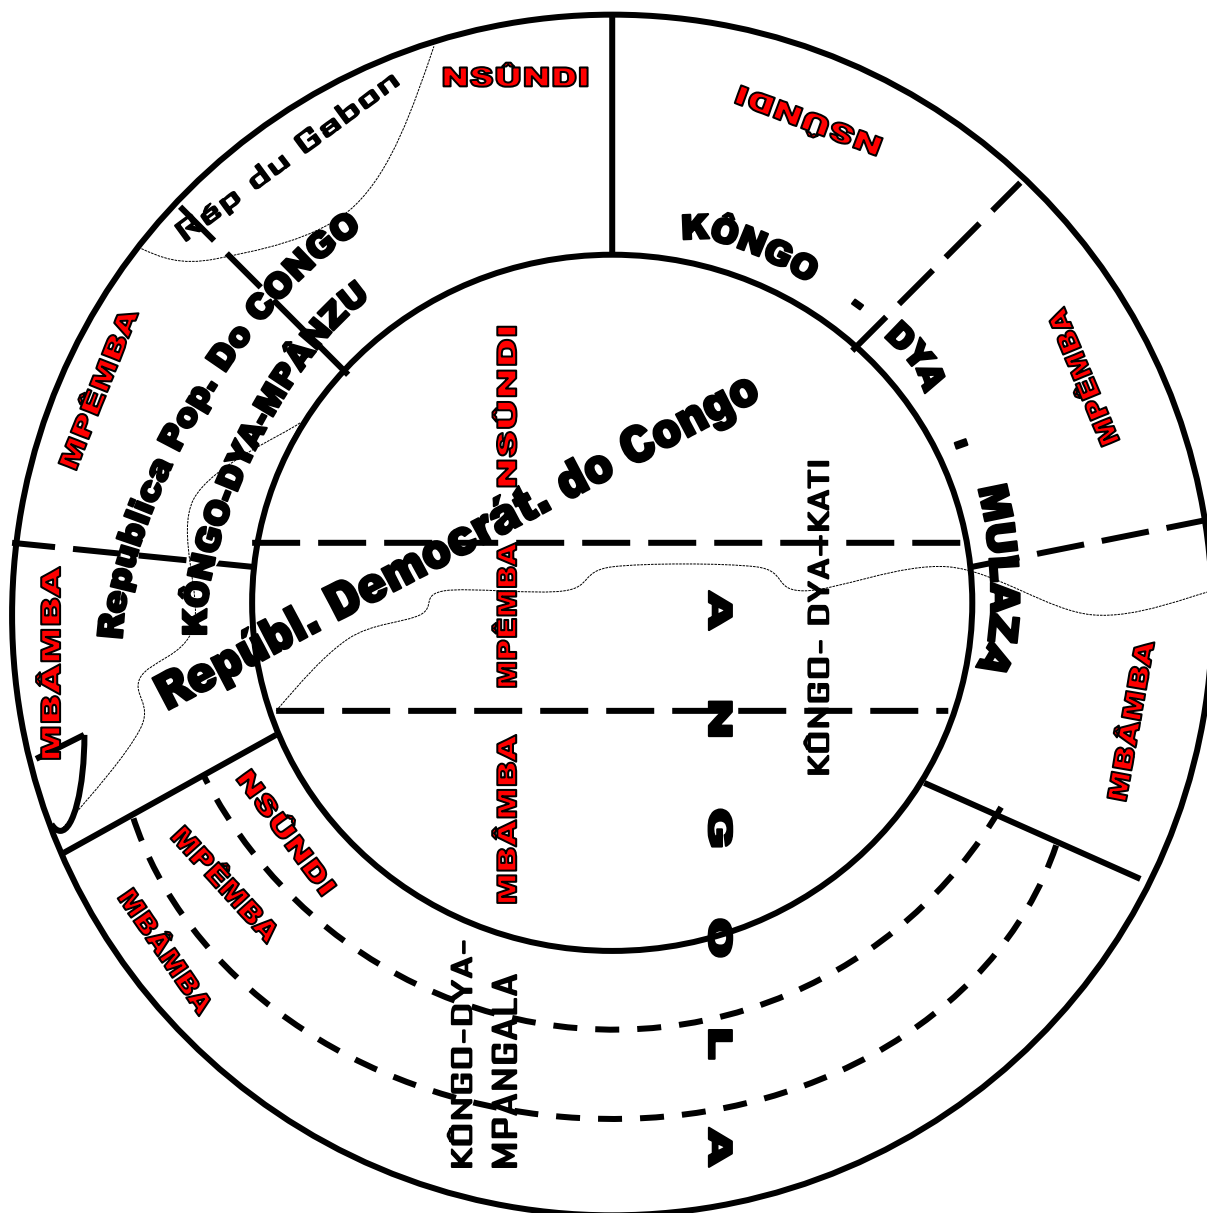 NSÛNDI
NSÛNDI
Rép du Gabon
Republica Pop. Do CONGO
KÔNGO-DYA-MPÂNZU
KÔNGO - DYA - MULAZA
MPÊMBA
MPÊMBA
MBÂMBA
MBÂMBA
NSÛNDI
Repúbl. Democrát. do Congo
MPÊMBA
MBÂMBA
KÔNGO- DYA-KATI
ANGOLA
NSÛNDI
MPÊMBA
MBÂMBA
KÔNGO-DYA-
MPANGALA